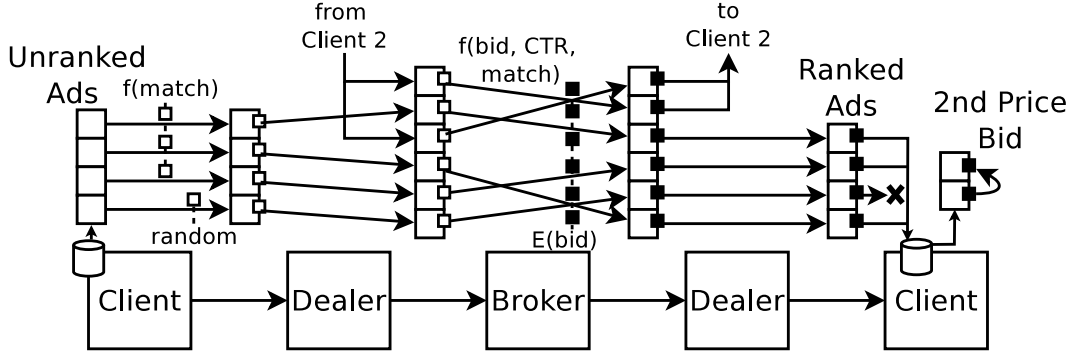 from
Client 2
to
Client 2
Unranked
Ads
f(match)
f(bid, CTR,
match)
Ranked
Ads
2nd Price
Bid
random
E(bid)
Client
Dealer
Broker
Dealer
Client